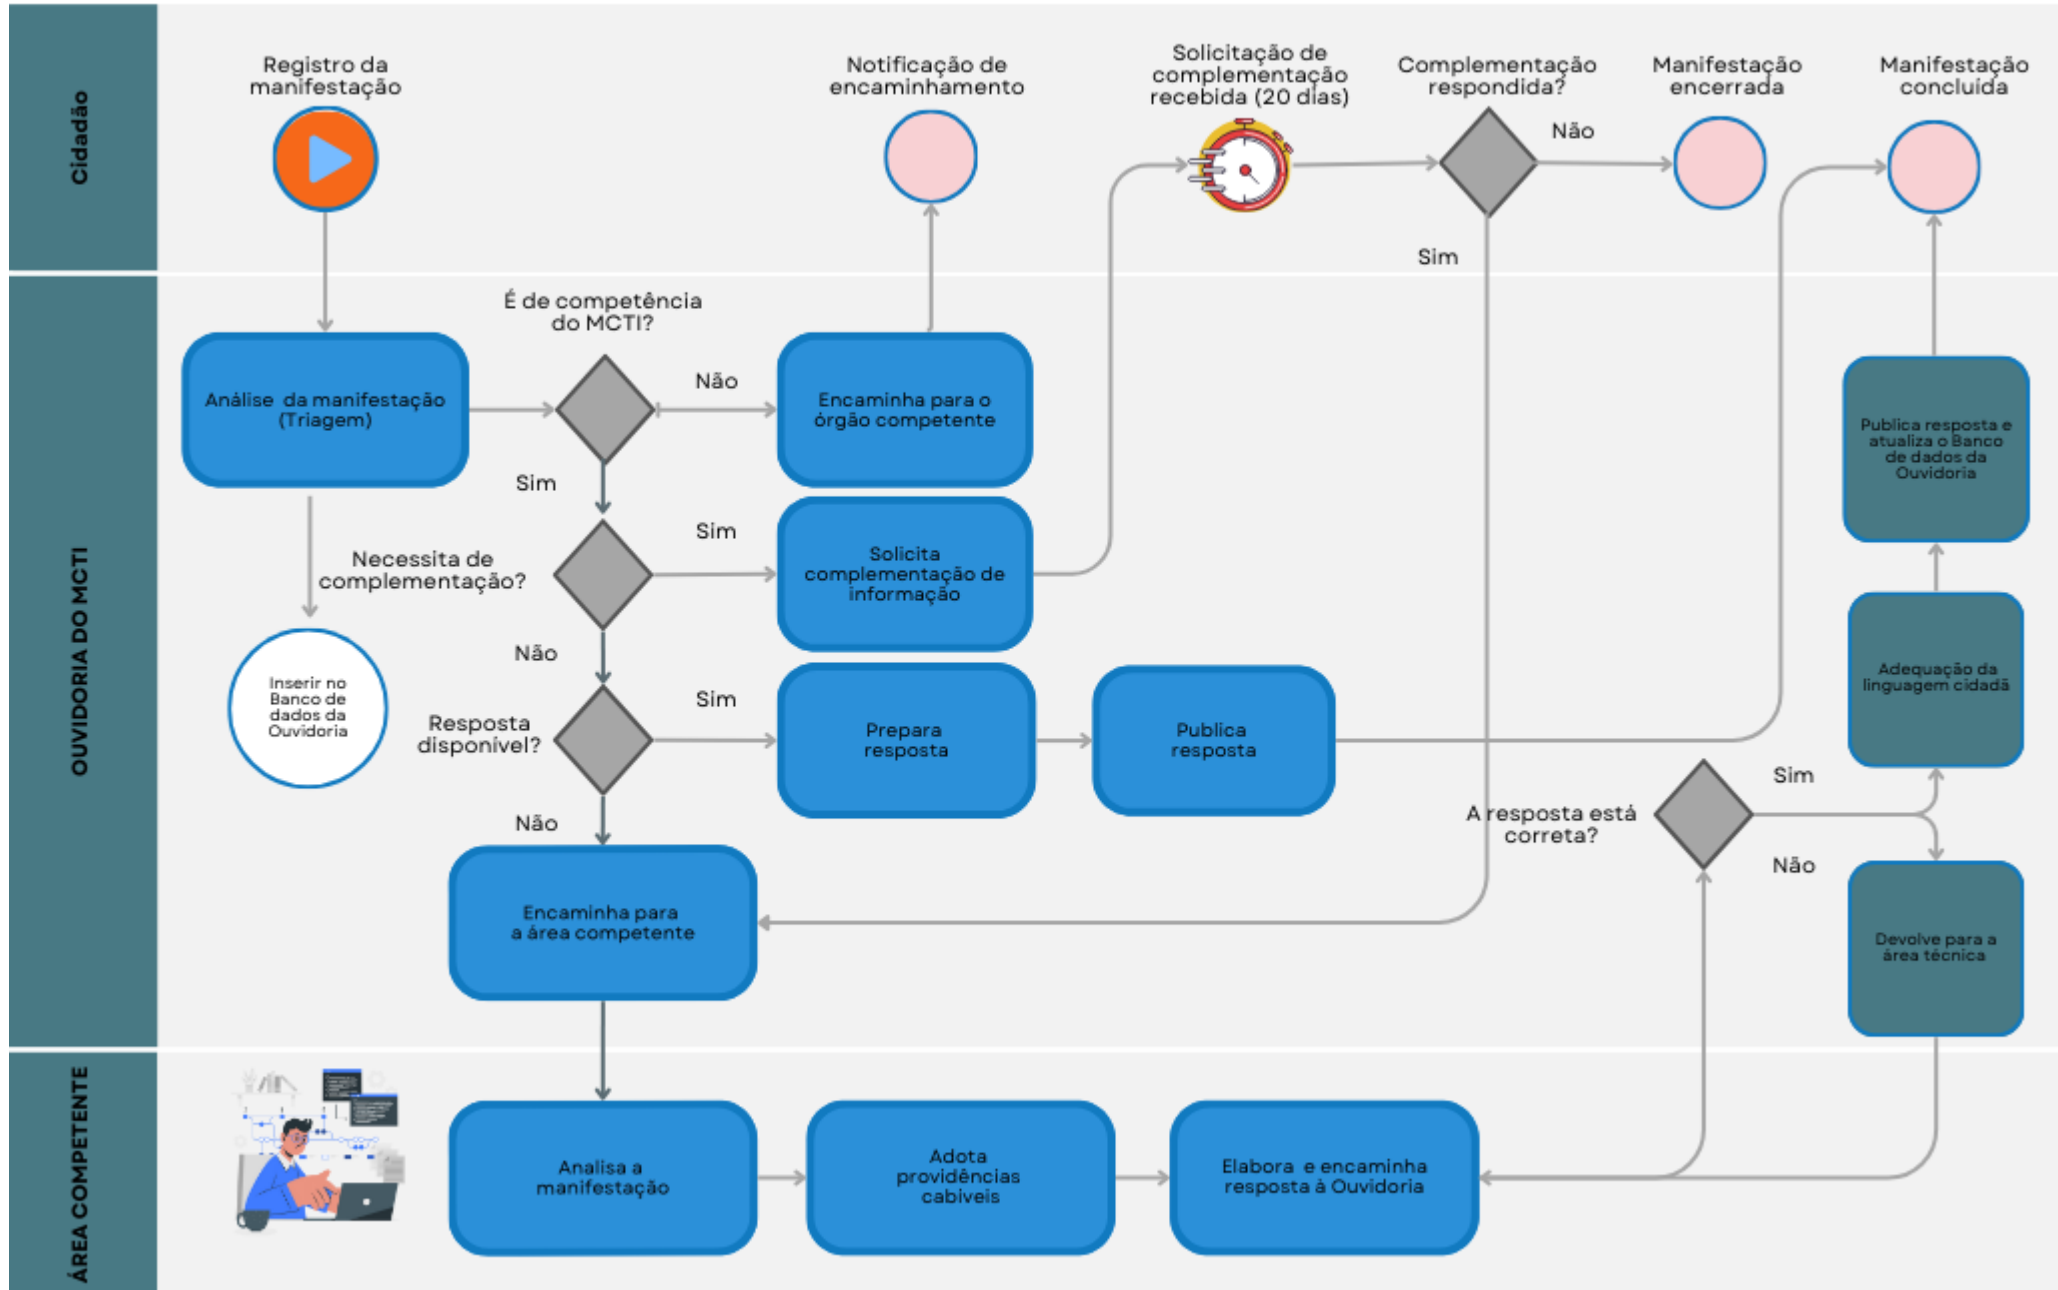 Cidadão
Registro da
manifestação
Notificação de
encaminhamento
Solicitação de
complementação
recebida (20 dias)
Complementação
respondida?
Não
Sim
Manifestação
encerrada
Manifestação
concluída
OUVIDORIA DO MCTI
Análise da manifestação
(Triagem)
É de competência
do MCTI?
Não
Sim
Encaminha para o
órgão competente
Inserir no
Banco de
dados da
Ouvidoria
Necessita de
complementação?
Sim
Não
Solicita
complementação de
informação
Resposta
disponível?
Sim
Não
Prepara
resposta
Publica
resposta
Encaminha para
a área competente
A resposta está
correta?
Sim
Não
Publica resposta e
atualiza o Banco
de dados da
Ouvidoria
Adequação da
linguagem cidadã
Devolve para a
área técnica
ÁREA COMPETENTE
Analisa a
manifestação
Adota
providências
cabiveis
Elabora e encaminha
resposta à Ouvidoria